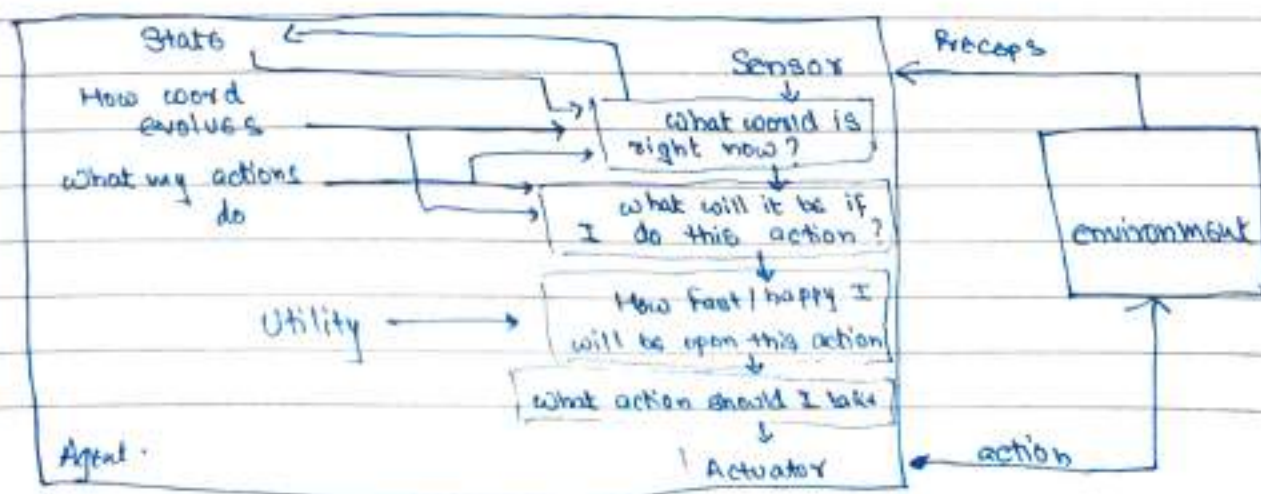 State
Preceps
Sensor
How word
evolves
what world is
right now?
what my actions
do
what will it be if
I do this action?
environment
How Fast/happy I
will be upon this action
Utility
what action should I take
Agent.
Actuator
action